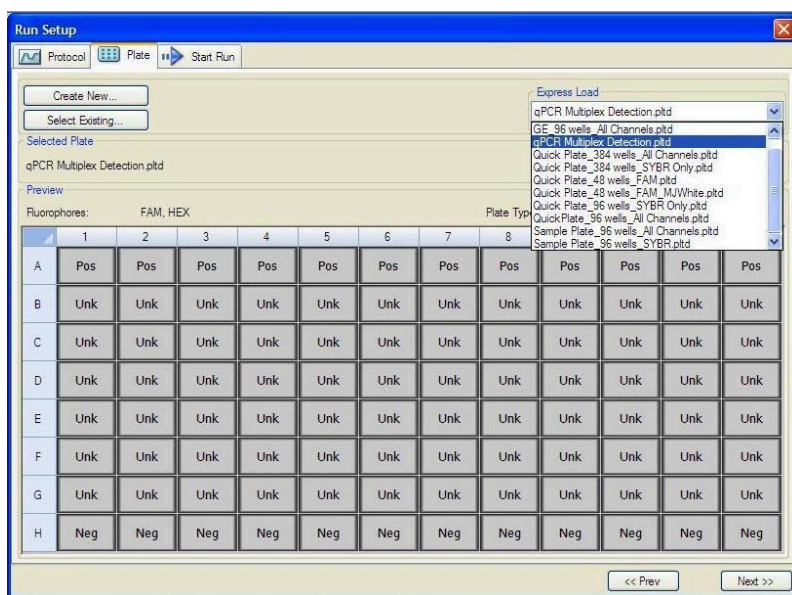 Run Setup
Protocol Plate Start Run
Create New...
Select Existing...
Express Load
qPCR Multiplex Detection.pltd
GE_96 wells_All Channels.pltd
qPCR Multiplex Detection.pltd
Quick Plate_384 wells_All Channels.pltd
Quick Plate_384 wells_SYBR Only.pltd
Quick Plate_48 wells_FAM.pltd
Quick Plate_48 wells_FAM_MJWhite.pltd
Quick Plate_96 wells_SYBR Only.pltd
QuickPlate_96 wells_All Channels.pltd
Sample Plate_96 wells_All Channels.pltd
Sample Plate_96 wells_SYBR.pltd
Selected Plate
qPCR Multiplex Detection.pltd
Preview
Fluorophores: FAM, HEX Plate Typ
1 2 3 4 5 6 7 8
A Pos Pos Pos Pos Pos Pos Pos Pos Pos Pos Pos Pos
B Unk Unk Unk Unk Unk Unk Unk Unk Unk Unk Unk Unk
C Unk Unk Unk Unk Unk Unk Unk Unk Unk Unk Unk Unk
D Unk Unk Unk Unk Unk Unk Unk Unk Unk Unk Unk Unk
E Unk Unk Unk Unk Unk Unk Unk Unk Unk Unk Unk Unk
F Unk Unk Unk Unk Unk Unk Unk Unk Unk Unk Unk Unk
G Unk Unk Unk Unk Unk Unk Unk Unk Unk Unk Unk Unk
H Neg Neg Neg Neg Neg Neg Neg Neg Neg Neg Neg Neg
<< Prev Next >>